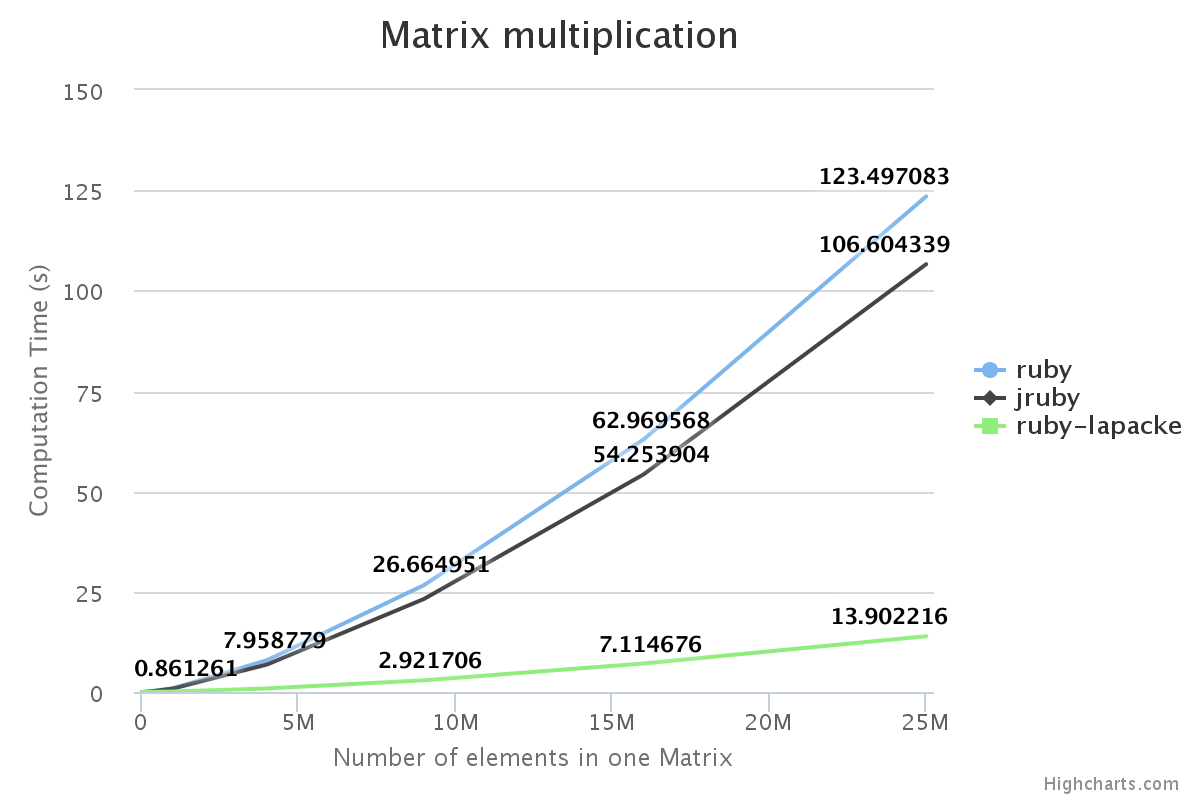 Matrix multiplication
150
125
100
75
50
25
0
Computation Time (s)
123.497083
106.604339
62.969568
54.253904
26.664951
7.958779
0.861261
2.921706
7.114676
13.902216
0
5M
10M
15M
20M
25M
Number of elements in one Matrix
ruby
jruby
ruby-lapacke
Highcharts.com